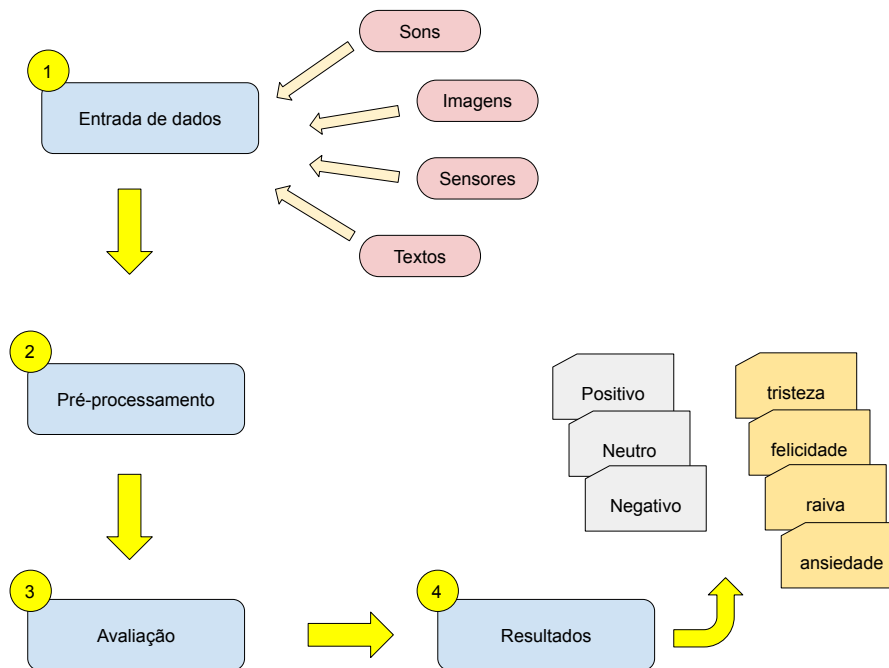 Sons
1
Entrada de dados
Imagens
Sensores
Textos
2
Pré-processamento
Positivo
Neutro
Negativo
tristeza
felicidade
raiva
ansiedade
3
Avaliação
4
Resultados